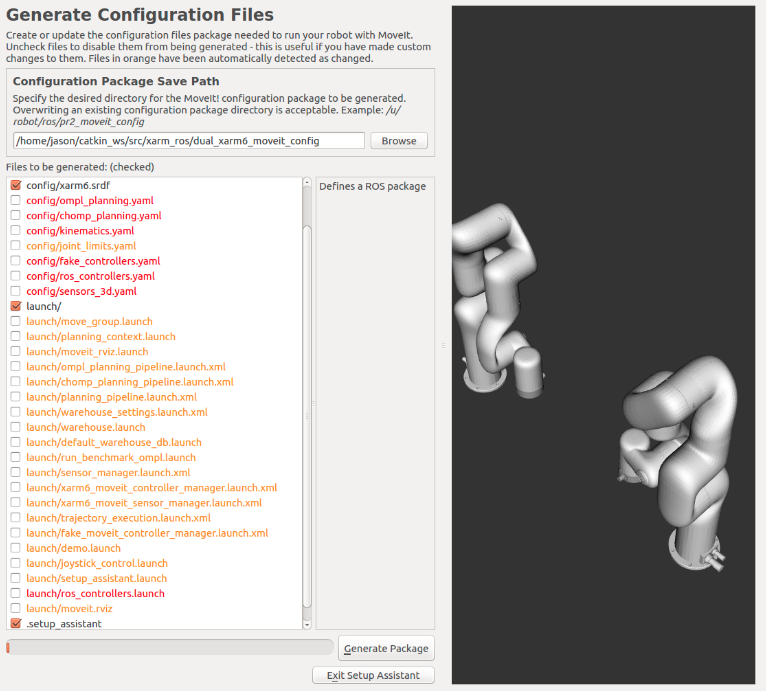 Generate Configuration Files
Create or update the configuration files package needed to run your robot with MoveIt.
Uncheck files to disable them from being generated - this is useful if you have made custom
changes to them. Files in orange have been automatically detected as changed.
Configuration Package Save Path
Specify the desired directory for the MoveIt! configuration package to be generated.
Overwriting an existing configuration package directory is acceptable. Example: /u/
robot/ros/pr2_moveit_config
/home/jason/catkin_ws/src/xarm_ros/dual_xarm6_moveit_config
Browse
Files to be generated: (checked)
config/xarm6.srdf
Defines a ROS package
config/ompl_planning.yaml
config/chomp_planning.yaml
config/kinematics.yaml
config/joint_limits.yaml
config/fake_controllers.yaml
config/ros_controllers.yaml
config/sensors_3d.yaml
launch/
launch/move_group.launch
launch/planning_context.launch
launch/moveit_rviz.launch
launch/ompl_planning_pipeline.launch.xml
launch/chomp_planning_pipeline.launch.xml
launch/planning_pipeline.launch.xml
launch/warehouse_settings.launch.xml
launch/warehouse.launch
launch/default_warehouse_db.launch
launch/run_benchmark_ompl.launch
launch/sensor_manager.launch.xml
launch/xarm6_moveit_controller_manager.launch.xml
launch/xarm6_moveit_sensor_manager.launch.xml
launch/trajectory_execution.launch.xml
launch/fake_moveit_controller_manager.launch.xml
launch/demo.launch
launch/joystick_control.launch
launch/setup_assistant.launch
launch/ros_controllers.launch
launch/moveit.rviz
.setup_assistant
Generate Package
Exit Setup Assistant